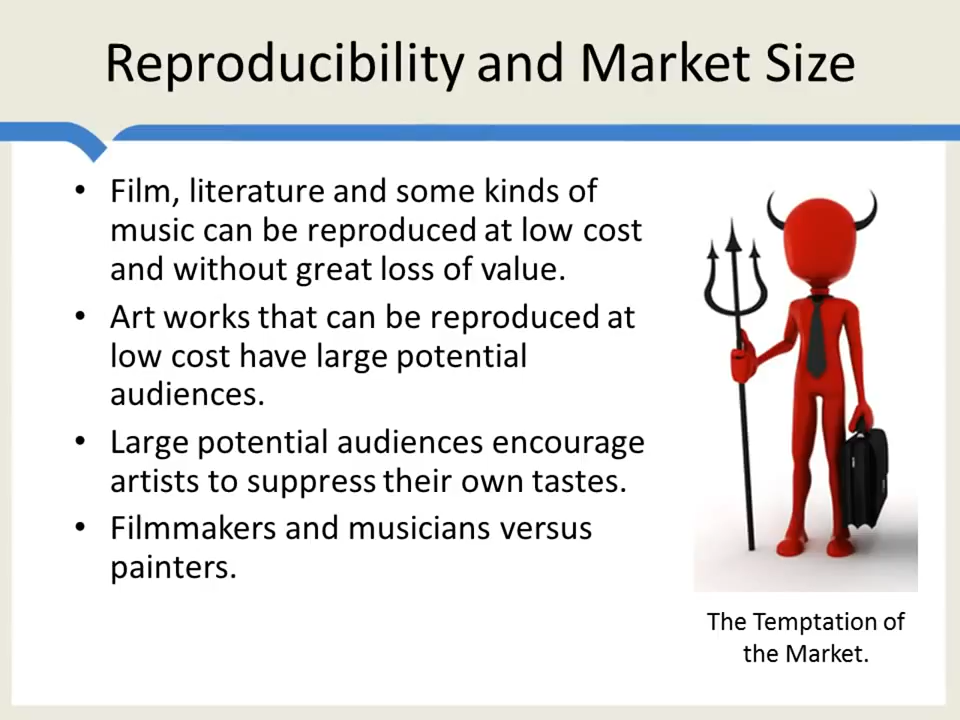 Reproducibility and Market Size
• Film, literature and some kinds of
music can be reproduced at low cost
and without great loss of value.
• Art works that can be reproduced at
low cost have large potential
audiences.
• Large potential audiences encourage
artists to suppress their own tastes.
• Filmmakers and musicians versus
painters.
The Temptation of
the Market.